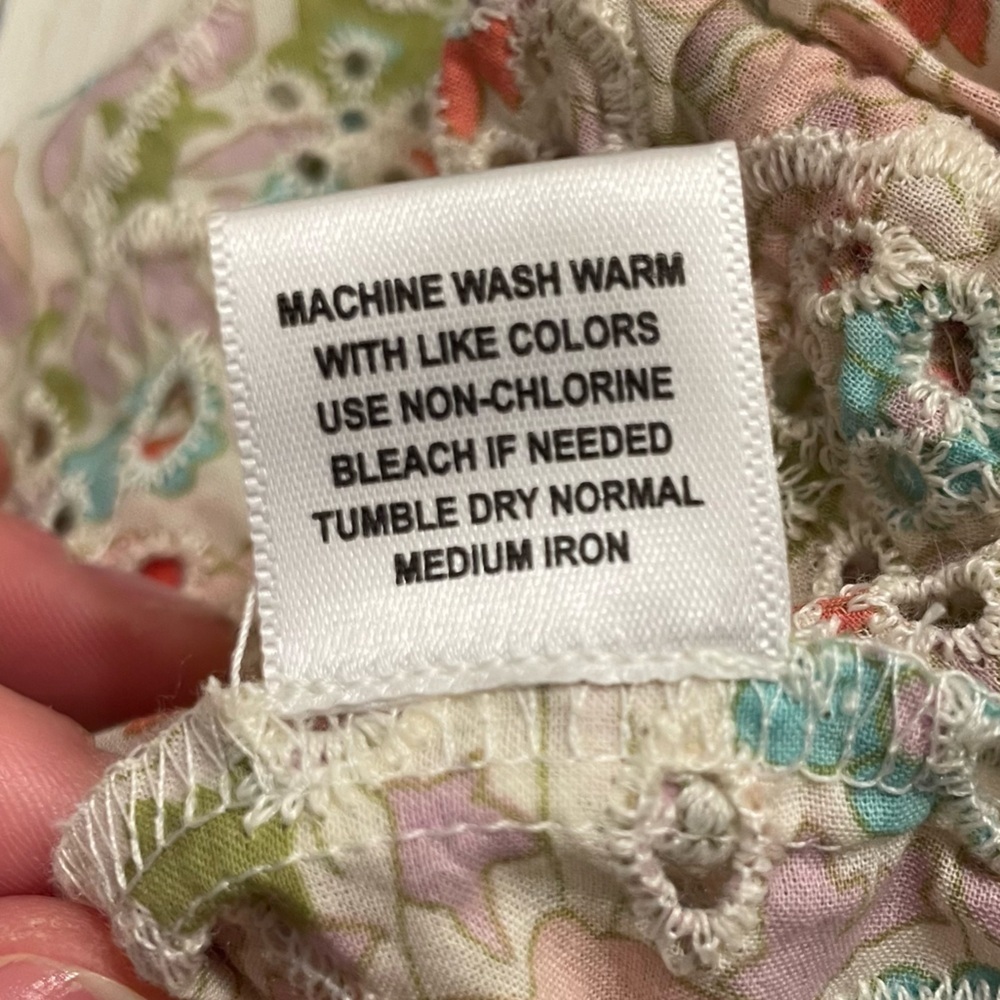 MACHINE WASH WARM
WITH LIKE COLORS
USE NON-CHLORINE
BLEACH IF NEEDED
TUMBLE DRY NORMAL
MEDIUM IRON